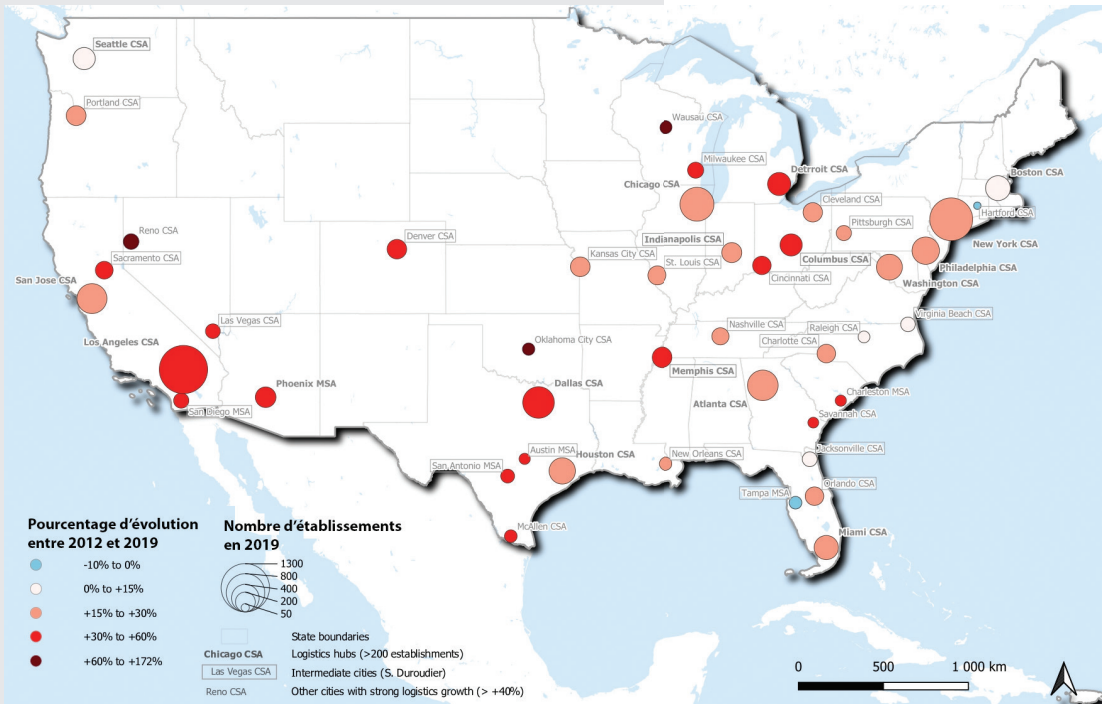 Seattle CSA
Portland CSA
Wausau CSA
Milwaukee CSA
Detrroit CSA
Boston CSA
Chicago CSA
Cleveland CSA
Hartford CSA
Pittsburgh CSA
Reno CSA
Denver CSA
Indianapolis CSA
New York CSA
Sacramento CSA
Kansas City CSA
St. Louis CSA
Columbus CSA
Philadelphia CSA
San Jose CSA
Cincinnati CSA
Washington CSA
Las Vegas CSA
Virginia Beach CSA
Nashville CSA
Raleigh CSA
Los Angeles CSA
Oklahoma City CSA
Charlotte CSA
Phoenix MSA
Dallas CSA
Memphis CSA
Charleston MSA
San Diego MSA
Atlanta CSA
Savannah CSA
Austin MSA
Houston CSA
New Orleans CSA
Jacksonville CSA
San Antonio MSA
Orlando CSA
Tampa MSA
McAllen CSA
Miami CSA
Pourcentage d'évolution
entre 2012 et 2019
-10% to 0%
0% to +15%
+15% to +30%
+30% to +60%
+60% to +172%
Nombre d'établissements
en 2019
1300
800
400
200
50
State boundaries
Chicago CSA Logistics hubs (>200 establishments)
Las Vegas CSA Intermediate cities (S. Duroudier)
Reno CSA Other cities with strong logistics growth (> +40%)
0 500 1 000 km